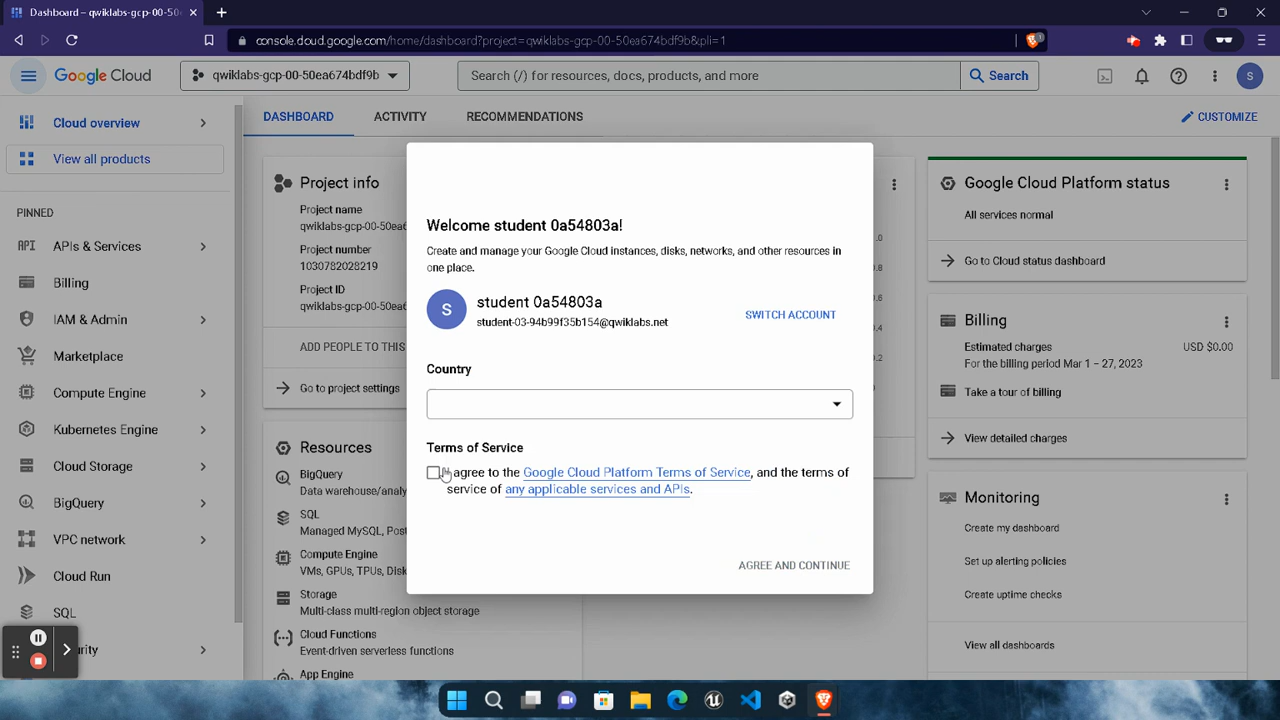 Dashboard – qwiklabs-gcp-00-50
console.cloud.google.com/home/dashboard?project=qwiklabs-gcp-00-50ea674bdf9b&pli=1
1
Google Cloud
qwiklabs-gcp-00-50ea674bdf9b
Search (/) for resources, docs, products, and more
Search
S
Cloud overview
DASHBOARD
ACTIVITY
RECOMMENDATIONS
CUSTOMIZE
View all products
PINNED
API
APIs & Services
Billing
IAM & Admin
Marketplace
Compute Engine
Kubernetes Engine
Cloud Storage
BigQuery
VPC network
Cloud Run
SQL
Project info
Project name
qwiklabs-gcp-00-50ea6
Project number
1030782028219
Project ID
qwiklabs-gcp-00-50ea6
ADD PEOPLE TO THIS
Go to project settings
Resources
BigQuery
Data warehouse/analy
SQL
Managed MySQL, Post
Compute Engine
VMs, GPUs, TPUs, Disk
Storage
Multi-class multi-region object storage
Cloud Functions
Event-driven serverless functions
App Engine
Welcome student 0a54803a!
Create and manage your Google Cloud instances, disks, networks, and other resources in
one place.
S
student 0a54803a
student-03-94b99f35b154@qwiklabs.net
SWITCH ACCOUNT
Country
Terms of Service
agree to the Google Cloud Platform Terms of Service, and the terms of
service of any applicable services and APIs.
AGREE AND CONTINUE
Google Cloud Platform status
All services normal
Go to Cloud status dashboard
Billing
Estimated charges
USD $0.00
For the billing period Mar 1 – 27, 2023
Take a tour of billing
View detailed charges
Monitoring
Create my dashboard
Set up alerting policies
Create uptime checks
View all dashboards